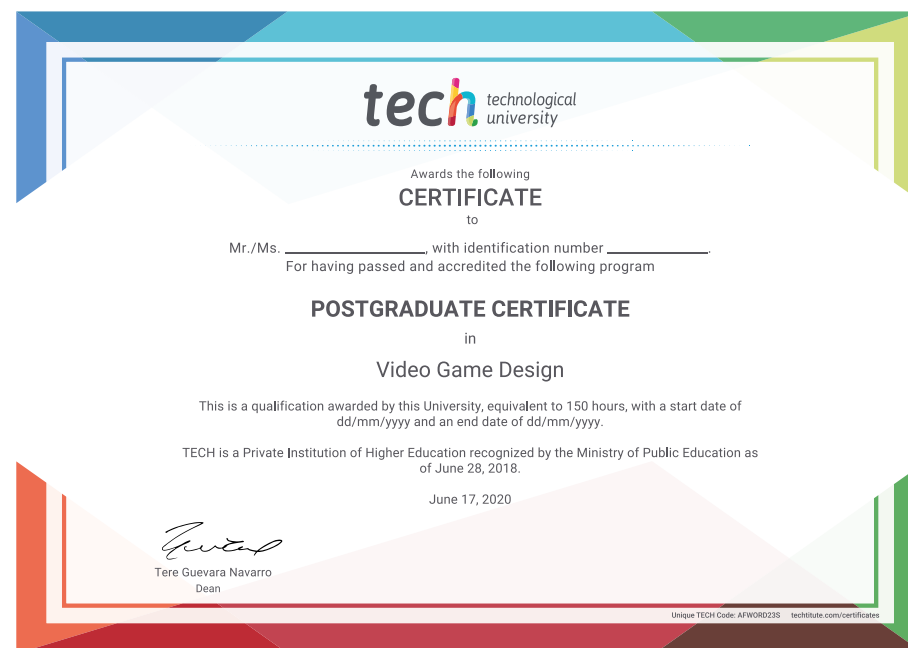 tech technological
university
Awards the following
CERTIFICATE
to
Mr./Ms. ____________________, with identification number ______________.
For having passed and accredited the following program
POSTGRADUATE CERTIFICATE
in
Video Game Design
This is a qualification awarded by this University, equivalent to 150 hours, with a start date of
dd/mm/yyyy and an end date of dd/mm/yyyy.
TECH is a Private Institution of Higher Education recognized by the Ministry of Public Education as
of June 28, 2018.
June 17, 2020
Tere Guevara Navarro
Dean
Unique TECH Code: AFWORD23S techtitute.com/certificates